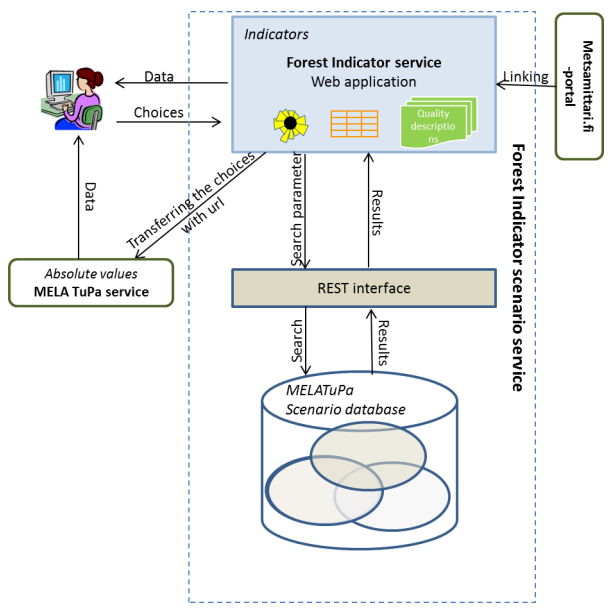 Indicators
Forest Indicator service
Web application
Quality
descriptio
ns
Data
Choices
Linking
Metsamittari.fi
-portal
Transferring the choices
with url
Search parameter
Results
Data
Absolute values
MELA TuPa service
REST interface
Search
Results
MELATuPa
Scenario database
Forest Indicator scenario service